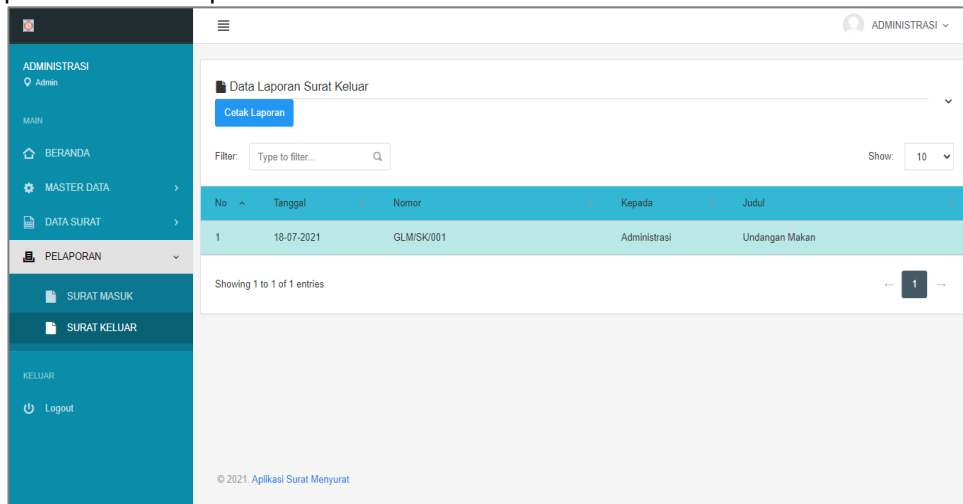 ADMINISTRASI
ADMINISTRASI
Admin
MAIN
BERANDA
MASTER DATA
DATA SURAT
PELAPORAN
SURAT MASUK
SURAT KELUAR
KELUAR
Logout
Data Laporan Surat Keluar
Cetak Laporan
Filter: Type to filter... Show: 10
No Tanggal Nomor Kepada Judul
1 18-07-2021 GLM/SK/001 Administrasi Undangan Makan
Showing 1 to 1 of 1 entries ← 1 →
© 2021. Aplikasi Surat Menyurat